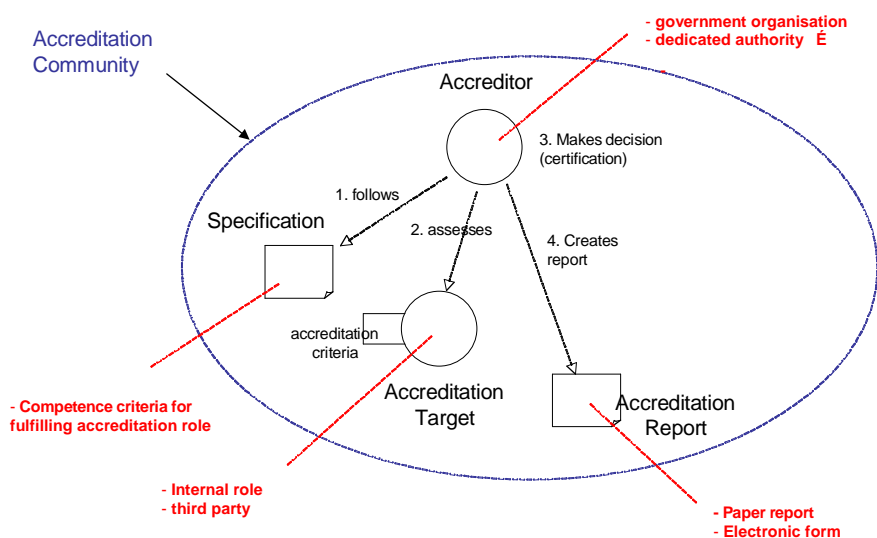 - government organisation
- dedicated authority É
Accreditation
Community
Accreditor
3. Makes decision
(certification)
1. follows
Specification
2. assesses
4. Creates
report
accreditation
criteria
Accreditation
Target
Accreditation
Report
- Competence criteria for
fulfilling accreditation role
- Internal role
- third party
- Paper report
- Electronic form